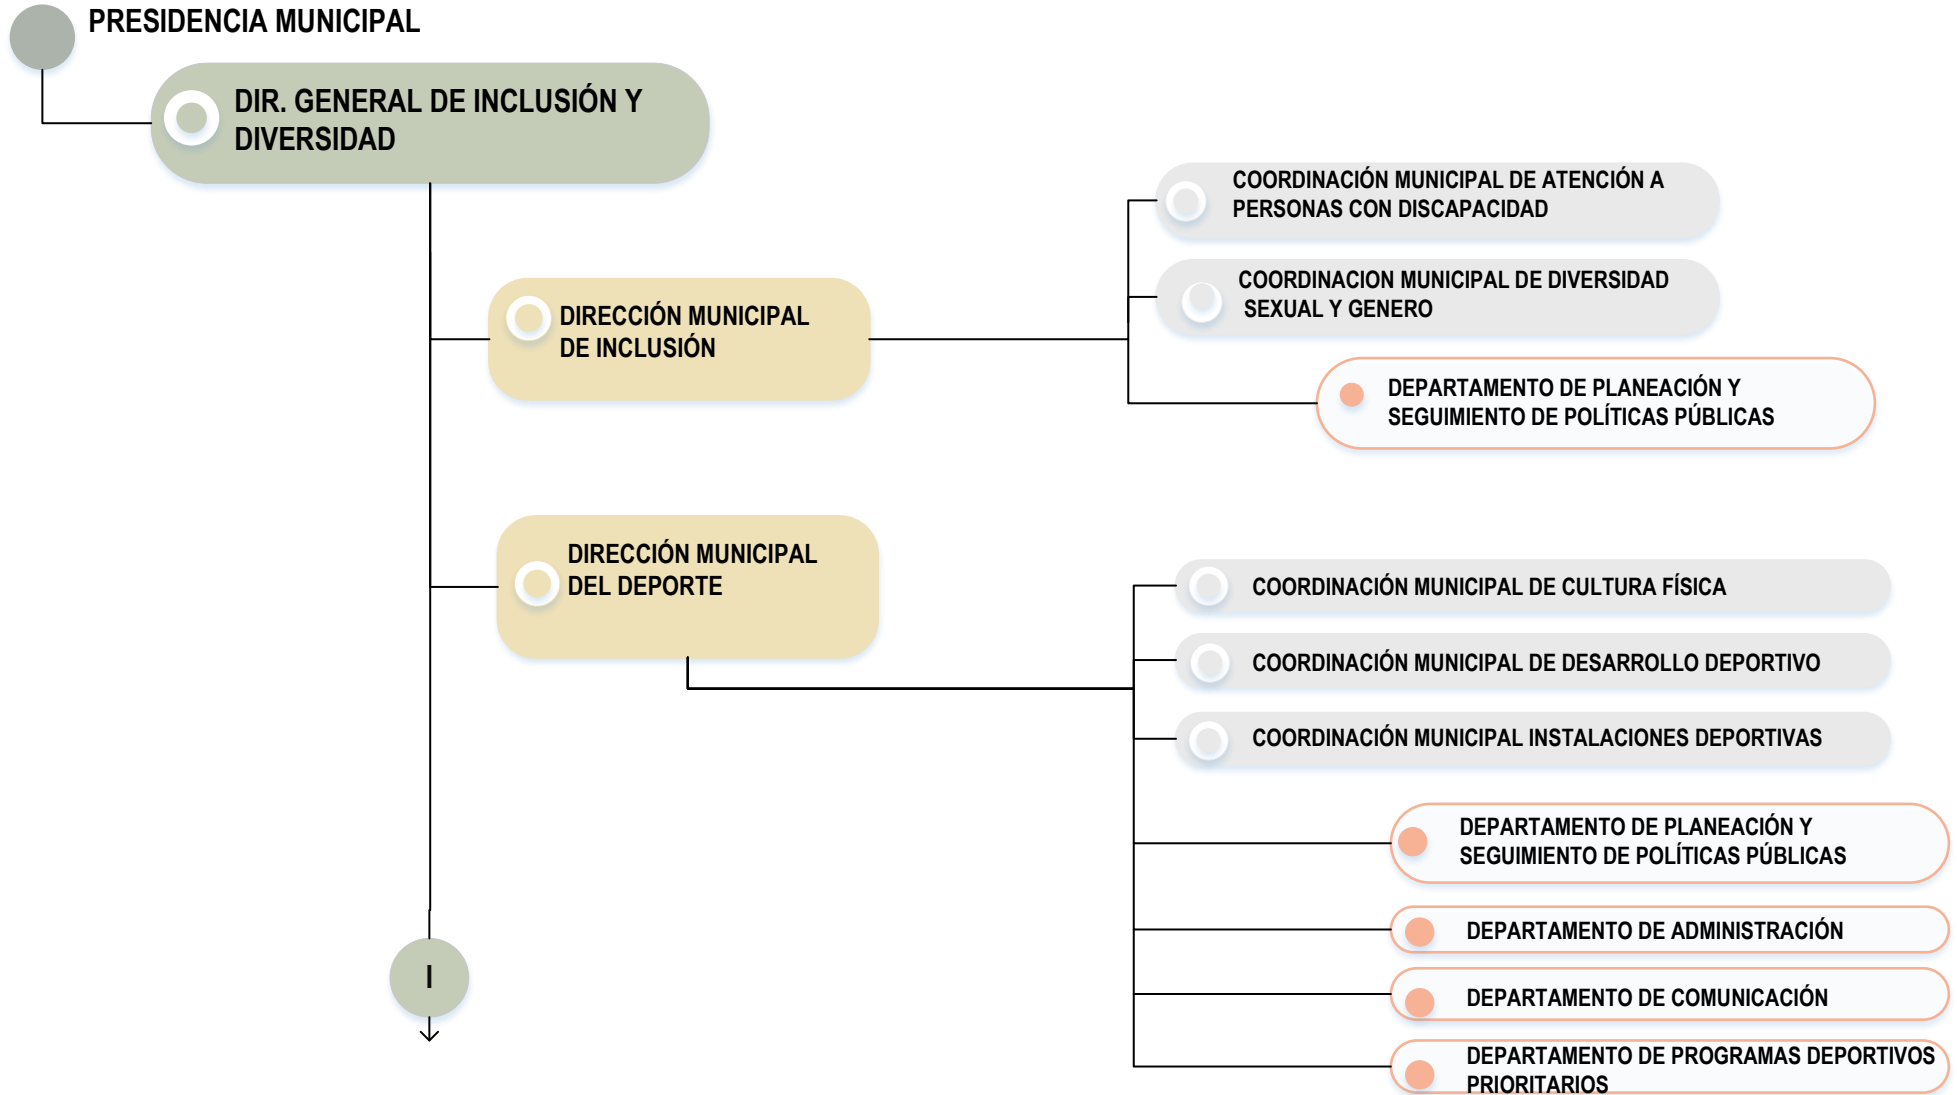 PRESIDENCIA MUNICIPAL
DIR. GENERAL DE INCLUSIÓN Y
DIVERSIDAD
COORDINACIÓN MUNICIPAL DE ATENCIÓN A
PERSONAS CON DISCAPACIDAD
COORDINACION MUNICIPAL DE DIVERSIDAD
SEXUAL Y GENERO
DIRECCIÓN MUNICIPAL
DE INCLUSIÓN
DEPARTAMENTO DE PLANEACIÓN Y
SEGUIMIENTO DE POLÍTICAS PÚBLICAS
DIRECCIÓN MUNICIPAL
DEL DEPORTE
COORDINACIÓN MUNICIPAL DE CULTURA FÍSICA
COORDINACIÓN MUNICIPAL DE DESARROLLO DEPORTIVO
COORDINACIÓN MUNICIPAL INSTALACIONES DEPORTIVAS
DEPARTAMENTO DE PLANEACIÓN Y
SEGUIMIENTO DE POLÍTICAS PÚBLICAS
DEPARTAMENTO DE ADMINISTRACIÓN
DEPARTAMENTO DE COMUNICACIÓN
DEPARTAMENTO DE PROGRAMAS DEPORTIVOS
PRIORITARIOS
I